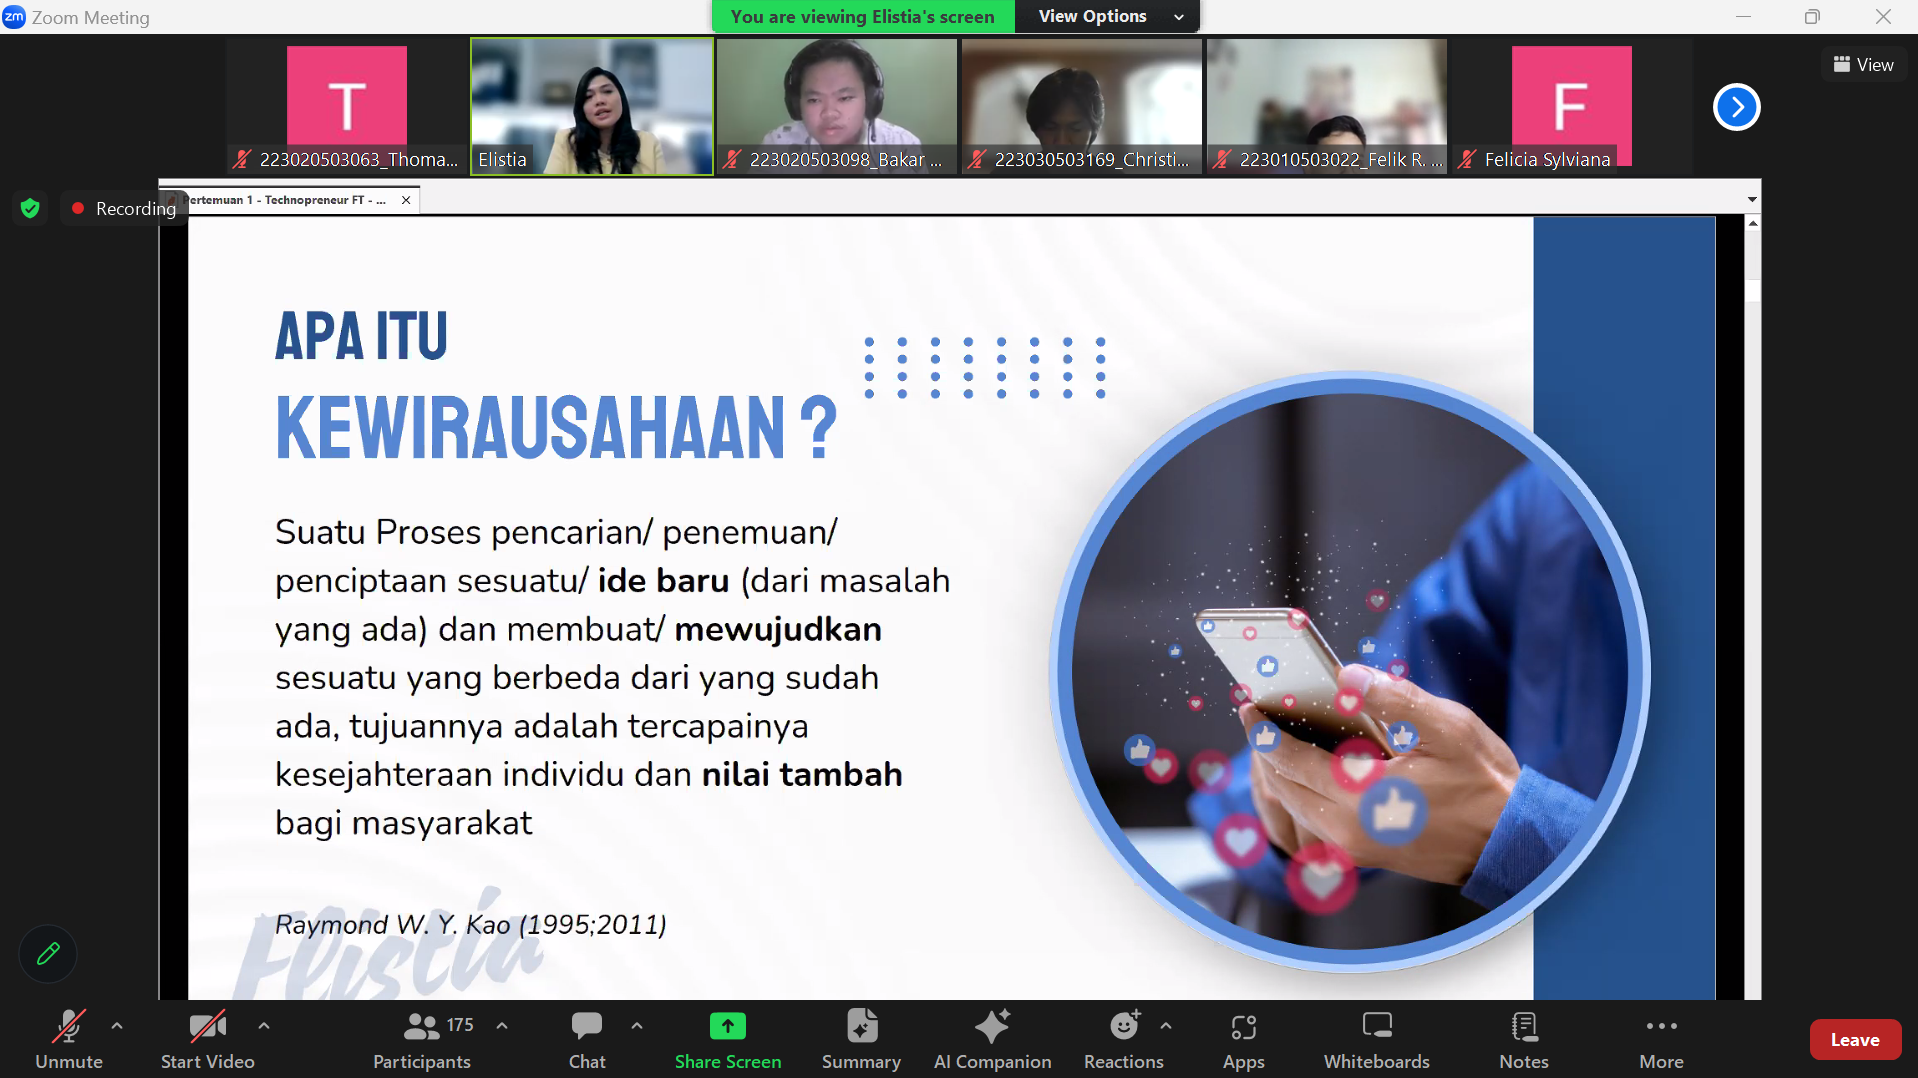 zm Zoom Meeting
You are viewing Elistia's screen
View Options
View
T
223020503063_Thoma...
Elistia
223020503098_Bakar ...
223030503169_Christi...
223010503022_Felik R. ...
F
Felicia Sylviana
Recording
Pertemuan 1 - Technopreneur FT - ...
APA ITU
KEWIRAUSAHAAN ?
Suatu Proses pencarian/ penemuan/
penciptaan sesuatu/ ide baru (dari masalah
yang ada) dan membuat/ mewujudkan
sesuatu yang berbeda dari yang sudah
ada, tujuannya adalah tercapainya
kesejahteraan individu dan nilai tambah
bagi masyarakat
Raymond W. Y. Kao (1995;2011)
Elistia
Unmute
Start Video
175
Participants
Chat
Share Screen
Summary
AI Companion
Reactions
Apps
Whiteboards
Notes
More
Leave